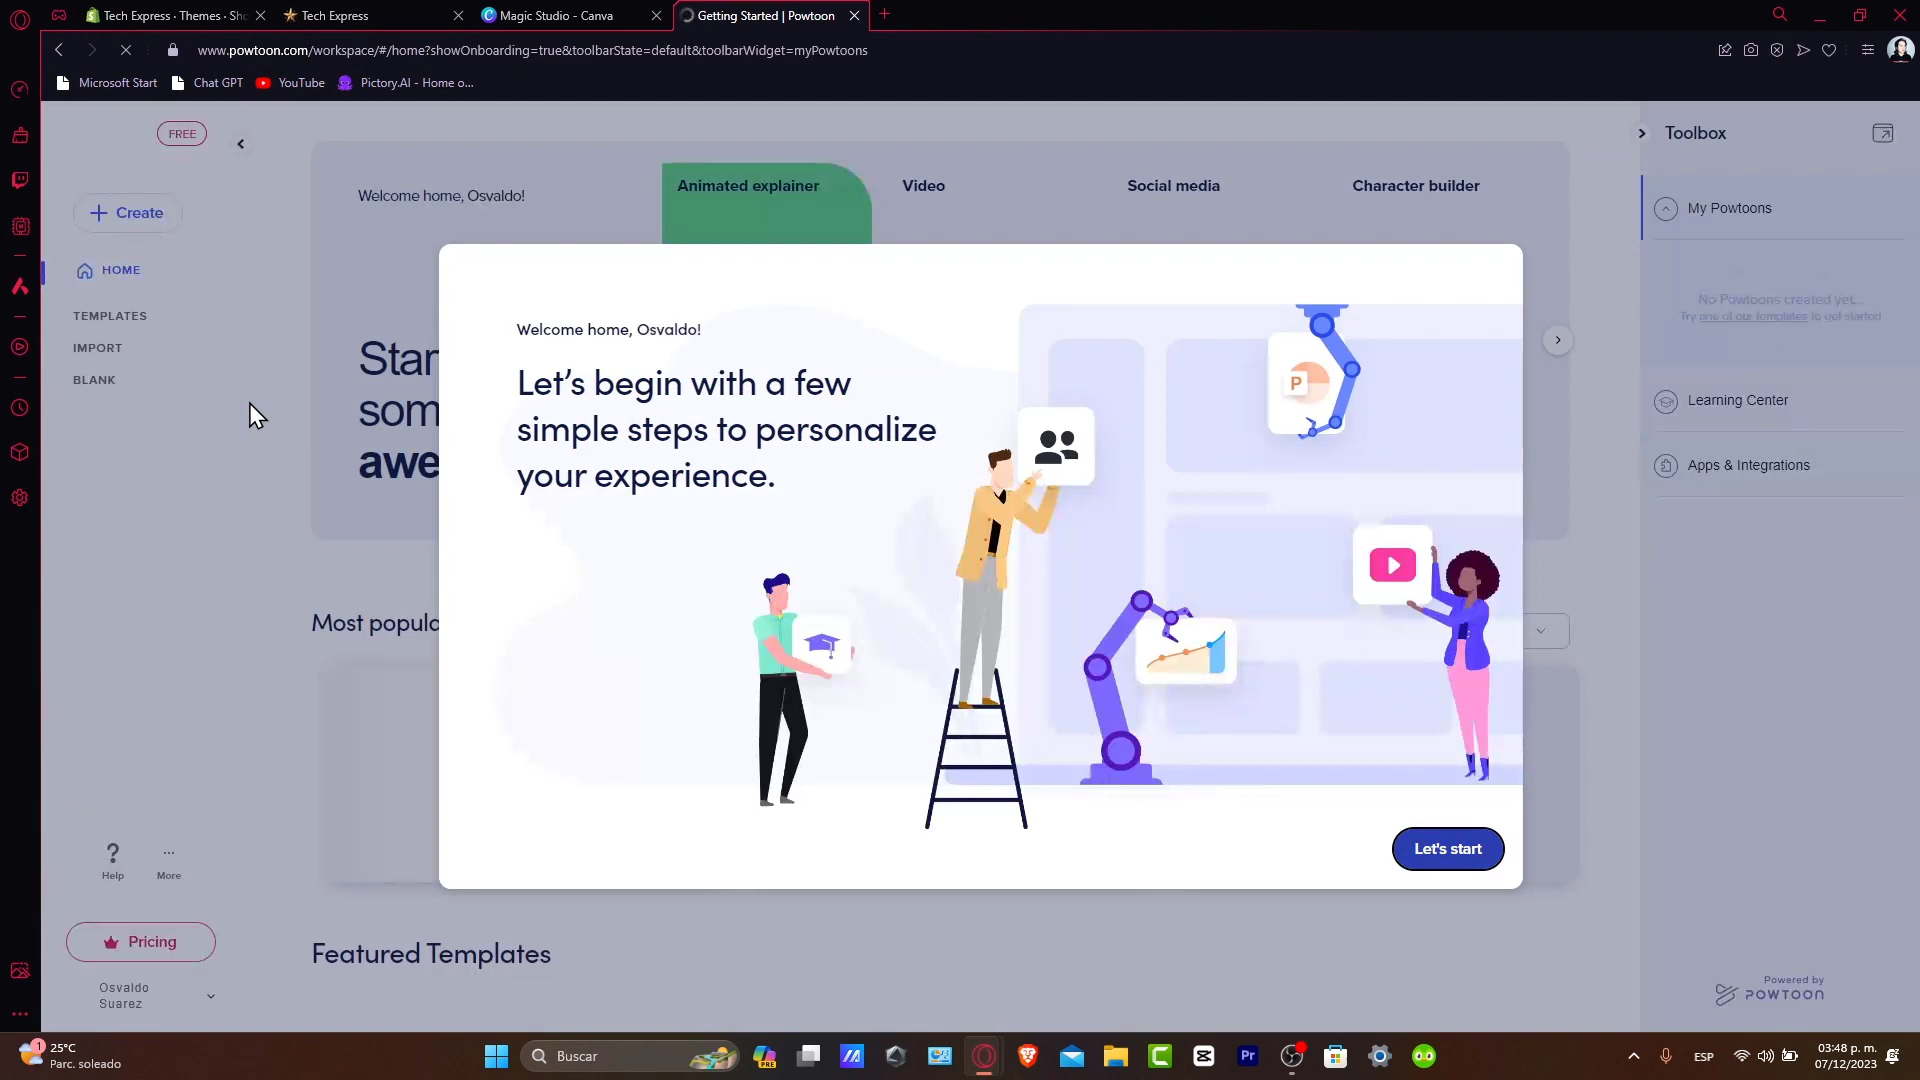 Tech Express · Themes · Sho
Tech Express
Magic Studio - Canva
Getting Started | Powtoon
www.powtoon.com/workspace/#/home?showOnboarding=true&toolbarState=default&toolbarWidget=myPowtoons
Microsoft Start
Chat GPT
YouTube
Pictory.AI - Home o...
FREE
Create
HOME
TEMPLATES
IMPORT
BLANK
Help
More
Pricing
Osvaldo
Suarez
Welcome home, Osvaldo!
Animated explainer
Video
Social media
Character builder
Star
som
awe
Most popula
Featured Templates
Welcome home, Osvaldo!
Let's begin with a few
simple steps to personalize
your experience.
P
Let's start
Toolbox
My Powtoons
No Powtoons created yet...
Try one of our templates to get started
Learning Center
Apps & Integrations
Powered by
POWTOON
1
25°C
Parc. soleado
Buscar
PRE
Pr
ESP
03:48 p. m.
07/12/2023